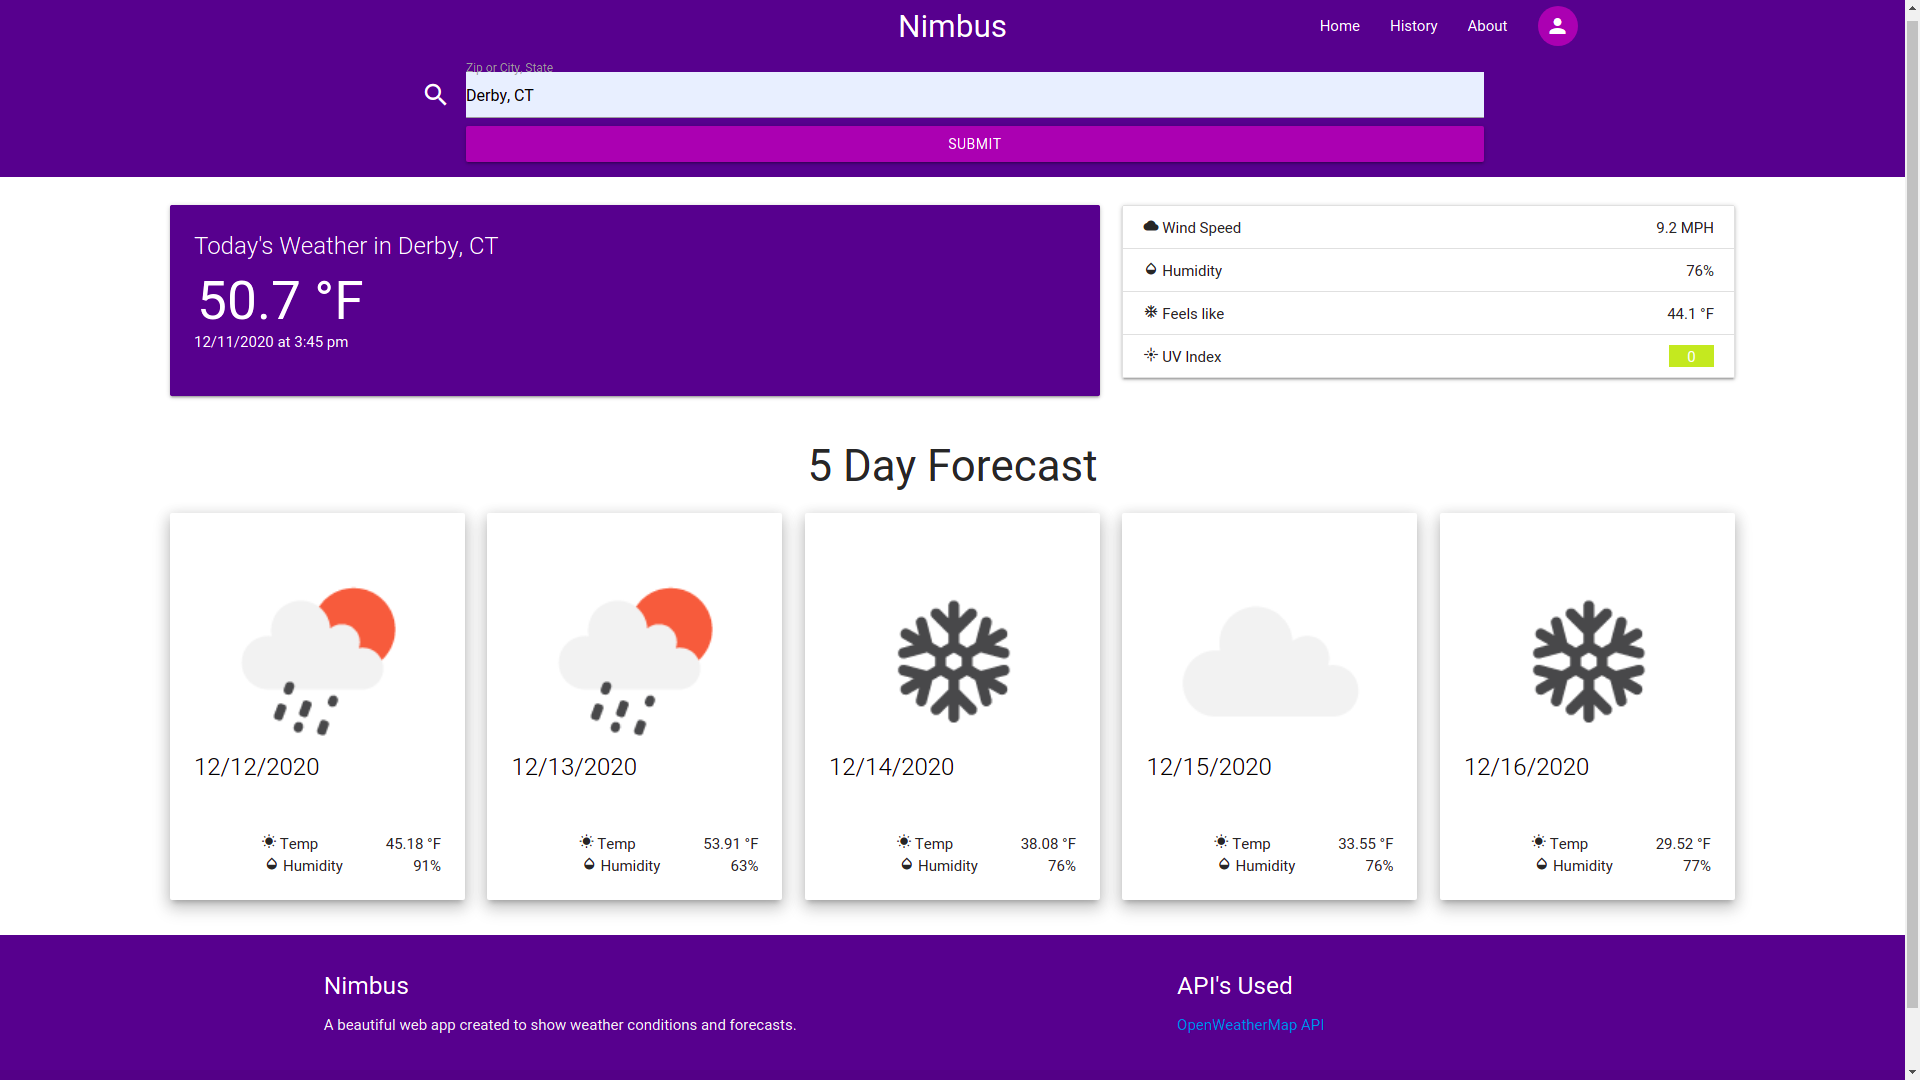 Nimbus
Home
History
About
Zip or City, State
Derby, CT
SUBMIT
Today's Weather in Derby, CT
50.7 °F
12/11/2020 at 3:45 pm
Wind Speed 9.2 MPH
Humidity 76%
Feels like 44.1 °F
UV Index 0
5 Day Forecast
12/12/2020
Temp 45.18 °F
Humidity 91%
12/13/2020
Temp 53.91 °F
Humidity 63%
12/14/2020
Temp 38.08 °F
Humidity 76%
12/15/2020
Temp 33.55 °F
Humidity 76%
12/16/2020
Temp 29.52 °F
Humidity 77%
Nimbus
A beautiful web app created to show weather conditions and forecasts.
API's Used
OpenWeatherMap API